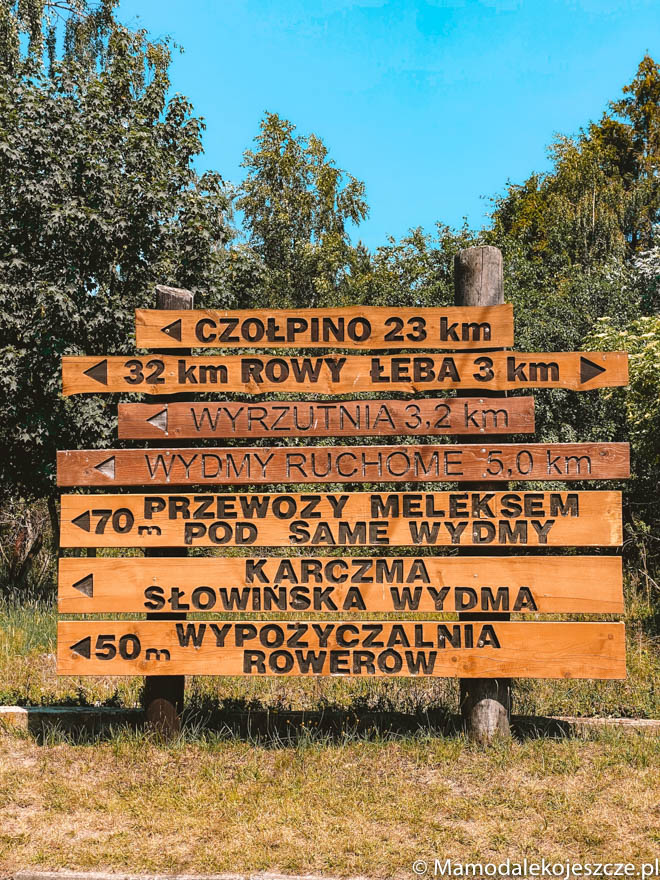 CZOŁPINO 23 km
32 km ROWY ŁEBA 3 km
WYRZUTNIA 3,2 km
WYDMY RUCHOME 5,0 km
70 m PRZEWOZY MELEKSEM
POD SAME WYDMY
KARCZMA
SŁOWIŃSKA WYDMA
50 m WYPOŻYCZALNIA
ROWERÓW
© Mamodalekojeszcze.pl